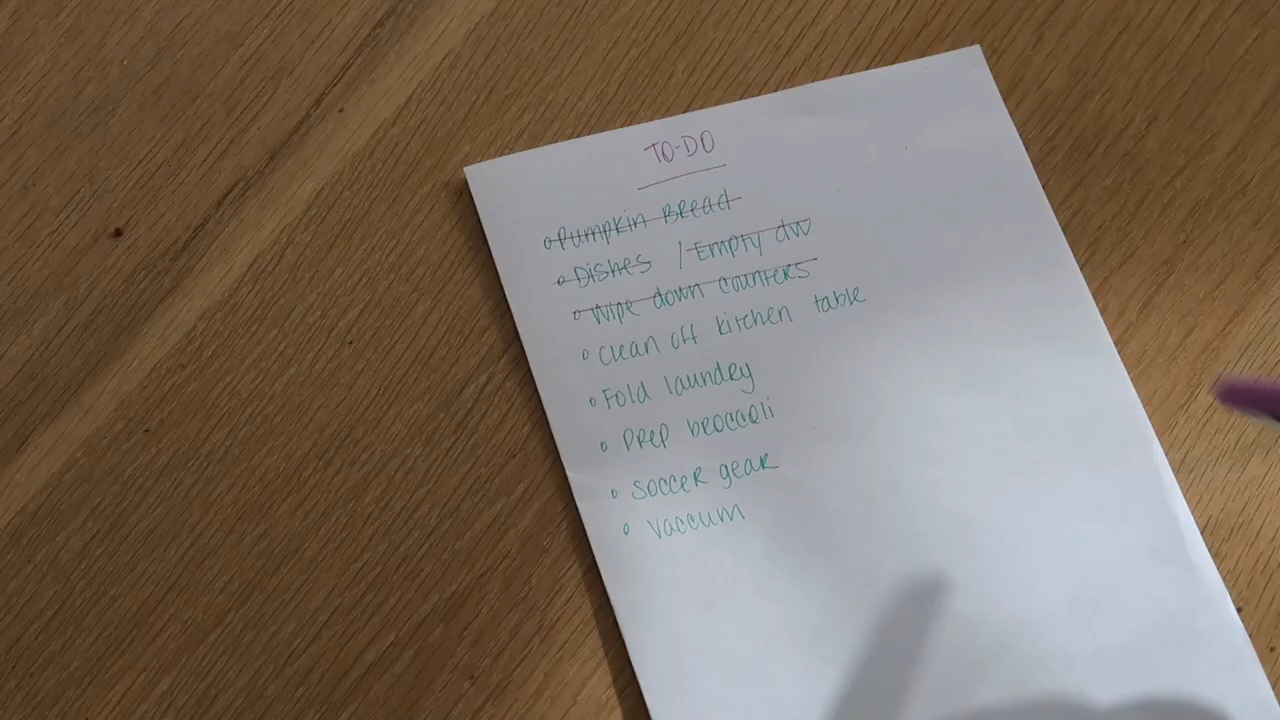 TO-DO
Pumpkin Bread
Dishes / Empty dw
Wipe down counters
Clean off kitchen table
Fold laundry
Prep broccoli
Soccer gear
Vaccum